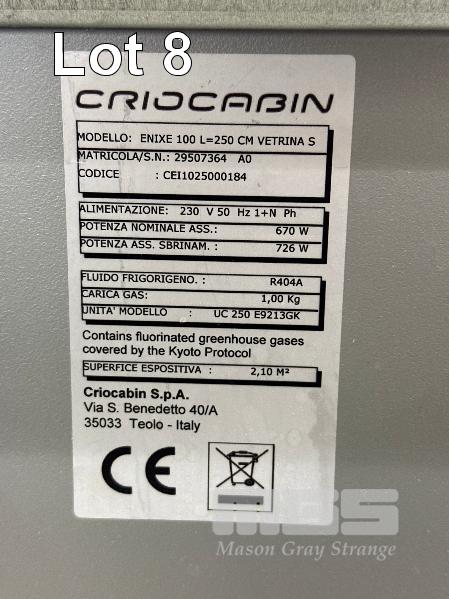 Lot 8
CRIOCABIN
MODELLO: ENIXE 100 L=250 CM VETRINA S
MATRICOLA/S.N.: 29507364 A0
CODICE : CEI1025000184
ALIMENTAZIONE: 230 V 50 Hz 1+N Ph
POTENZA NOMINALE ASS.: 670 W
POTENZA ASS. SBRINAM. : 726 W
FLUIDO FRIGORIGENO. : R404A
CARICA GAS: 1,00 Kg
UNITA' MODELLO : UC 250 E9213GK
Contains fluorinated greenhouse gases
covered by the Kyoto Protocol
SUPERFICE ESPOSITIVA : 2,10 M²
Criocabin S.p.A.
Via S. Benedetto 40/A
35033 Teolo - Italy
CE
MGS
Mason Gray Strange